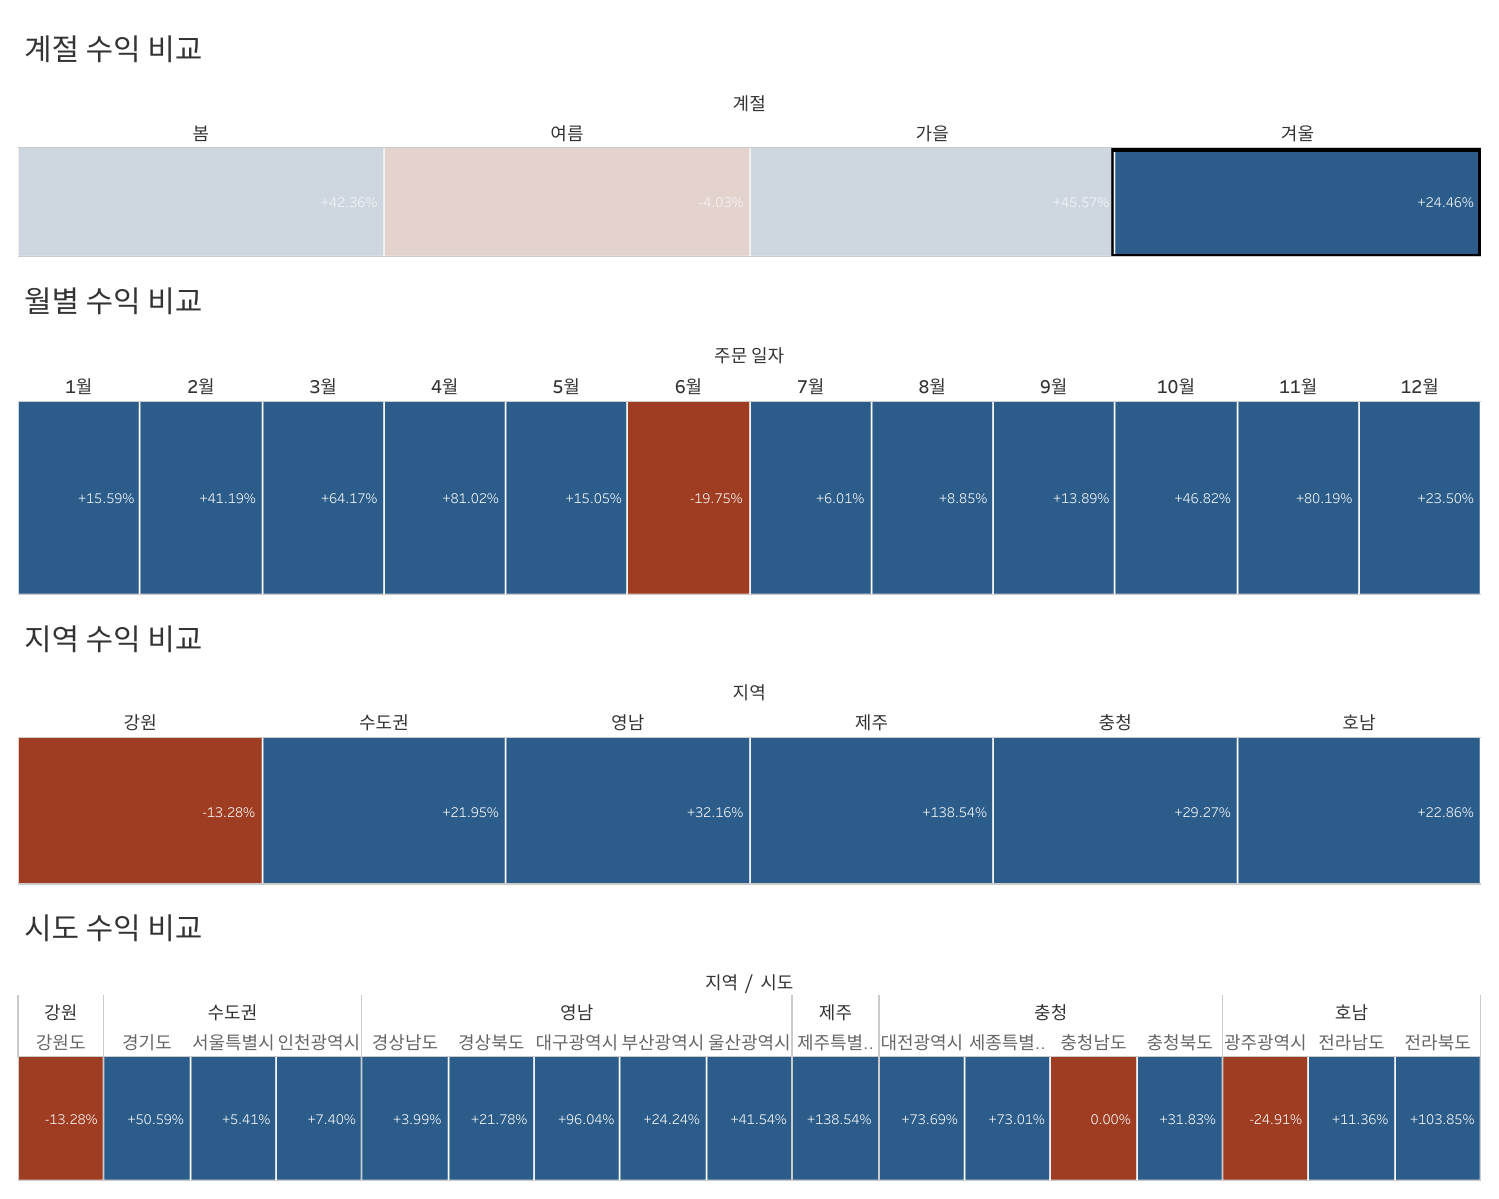 계절 수익 비교
계절
봄 여름 가을 겨울
+42.36% -4.03% +45.57% +24.46%
월별 수익 비교
주문 일자
1월 2월 3월 4월 5월 6월 7월 8월 9월 10월 11월 12월
+15.59% +41.19% +64.17% +81.02% +15.05% -19.75% +6.01% +8.85% +13.89% +46.82% +80.19% +23.50%
지역 수익 비교
지역
강원 수도권 영남 제주 충청 호남
-13.28% +21.95% +32.16% +138.54% +29.27% +22.86%
시도 수익 비교
지역 / 시도
강원 수도권 영남 제주 충청 호남
강원도 경기도 서울특별시 인천광역시 경상남도 경상북도 대구광역시 부산광역시 울산광역시 제주특별.. 대전광역시 세종특별.. 충청남도 충청북도 광주광역시 전라남도 전라북도
-13.28% +50.59% +5.41% +7.40% +3.99% +21.78% +96.04% +24.24% +41.54% +138.54% +73.69% +73.01% 0.00% +31.83% -24.91% +11.36% +103.85%